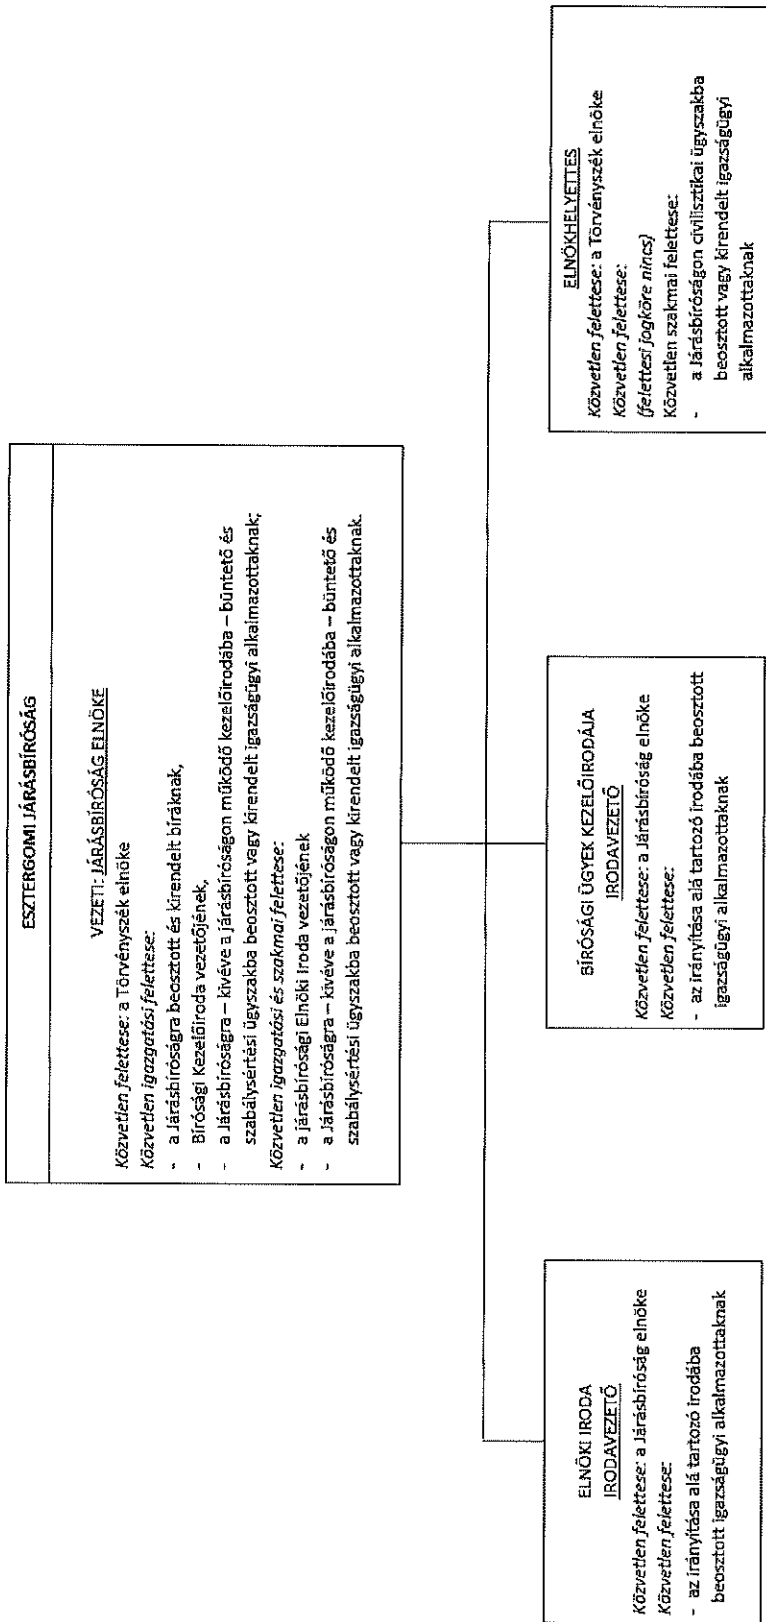 ESZTERGOMI JÁRÁSBÍRÓSÁG
VEZETI: JÁRÁSBÍRÓSÁG ELNÖKE
Közvetlen felettese: a Törvényszék elnöke
Közvetlen igazgatási felettese:
- a Járásbíróságra beosztott és kirendelt bíráknak,
- Bírósági Kezelőiroda vezetőjének,
- a Járásbíróságra – kivéve a járásbíróságon működő kezelőirodába – büntető és
szabálysértési ügyszakba beosztott vagy kirendelt igazságügyi alkalmazottaknak;
Közvetlen igazgatási és szakmai felettese:
- a járásbírósági Elnöki Iroda vezetőjének
- a Járásbíróságra – kivéve a járásbíróságon működő kezelőirodába – büntető és
szabálysértési ügyszakba beosztott vagy kirendelt igazságügyi alkalmazottaknak.
ELNÖKI IRODA
IRODAVEZETŐ
Közvetlen felettese: a Járásbíróság elnöke
Közvetlen felettese:
- az irányítása alá tartozó irodába
beosztott igazságügyi alkalmazottaknak
BÍRÓSÁGI ÜGYEK KEZELŐIRODÁJA
IRODAVEZETŐ
Közvetlen felettese: a Járásbíróság elnöke
Közvetlen felettese:
- az irányítása alá tartozó irodába beosztott
igazságügyi alkalmazottaknak
ELNÖKHELYETTES
Közvetlen felettese: a Törvényszék elnöke
Közvetlen felettese:
(felettesi jogköre nincs)
Közvetlen szakmai felettese:
- a Járásbíróságon civilisztikai ügyszakba
beosztott vagy kirendelt igazságügyi
alkalmazottaknak